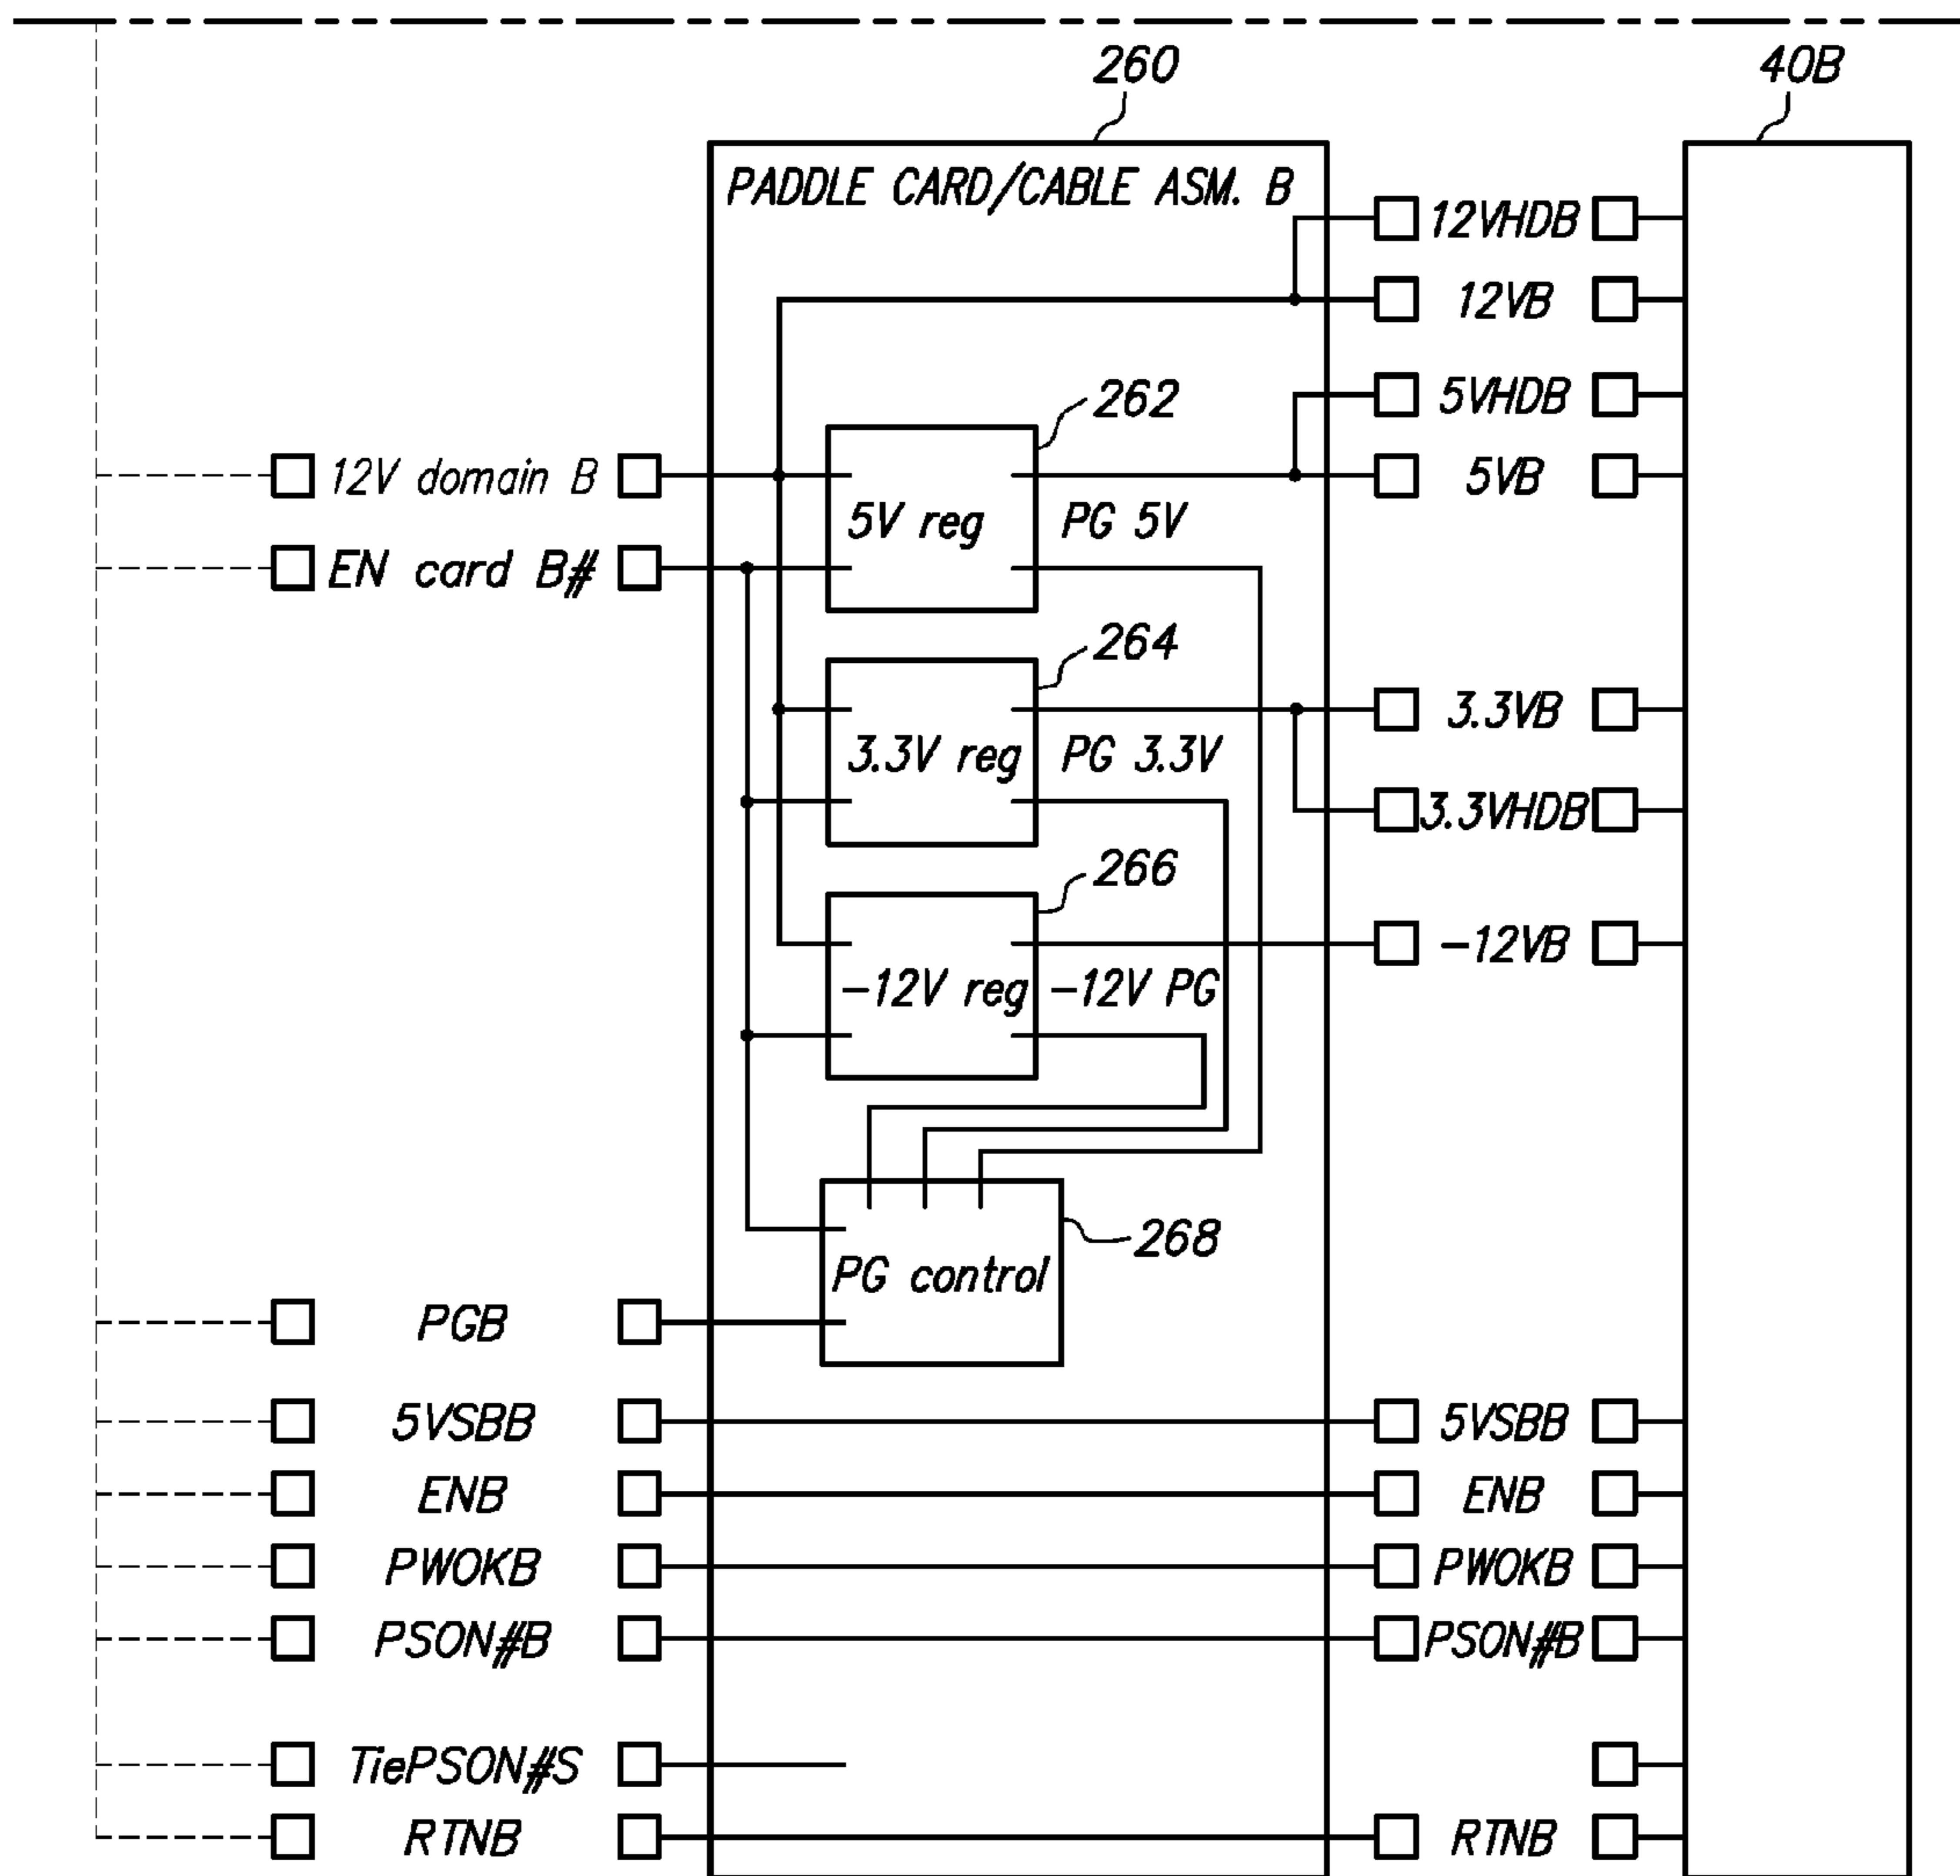 260
40B
PADDLE CARD/CABLE ASM. B
12VHDB
12VB
262
5VHDB
12V domain B
5V reg
PG 5V
5VB
EN card B#
264
3.3V reg
PG 3.3V
3.3VB
3.3VHDB
266
-12V reg
-12V PG
-12VB
268
PG control
PGB
5VSBB
5VSBB
ENB
ENB
PWOKB
PWOKB
PSON#B
PSON#B
TiePSON#S
RTNB
RTNB